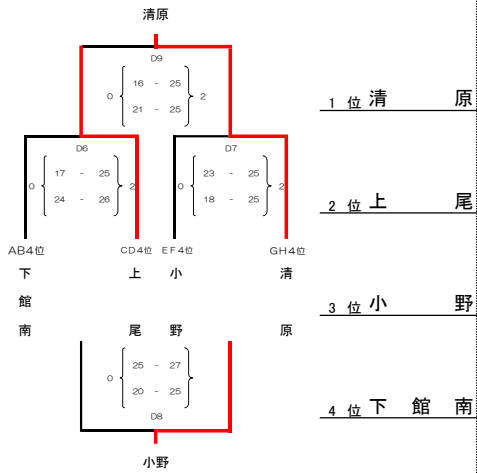 清原
D9
0 16 - 25 2
21 - 25
1 位 清 原
D6 D7
0 17 - 25 2 0 23 - 25 2
24 - 26 18 - 25
2 位 上 尾
AB4位 CD4位 EF4位 GH4位
下館南 上尾 小野 清原
3 位 小 野
0 25 - 27
20 - 25
D8
4 位 下 館 南
小野